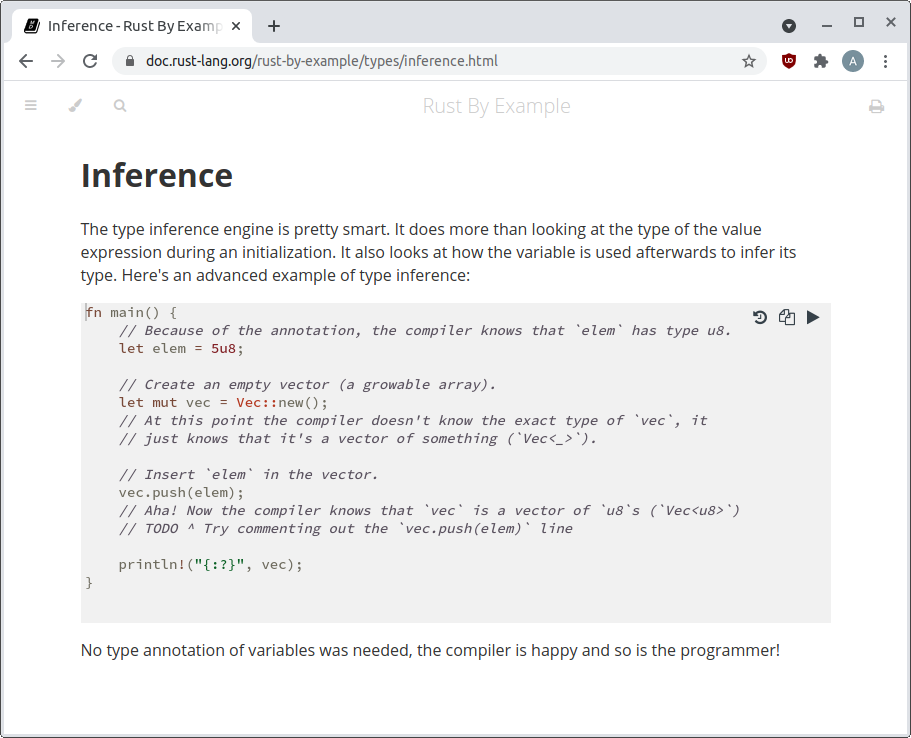 Inference - Rust By Examp
doc.rust-lang.org/rust-by-example/types/inference.html
A
Rust By Example
Inference
The type inference engine is pretty smart. It does more than looking at the type of the value
expression during an initialization. It also looks at how the variable is used afterwards to infer its
type. Here's an advanced example of type inference:
fn main() {
    // Because of the annotation, the compiler knows that `elem` has type u8.
    let elem = 5u8;

    // Create an empty vector (a growable array).
    let mut vec = Vec::new();
    // At this point the compiler doesn't know the exact type of `vec`, it
    // just knows that it's a vector of something (`Vec<_>`).

    // Insert `elem` in the vector.
    vec.push(elem);
    // Aha! Now the compiler knows that `vec` is a vector of `u8`s (`Vec<u8>`)
    // TODO ^ Try commenting out the `vec.push(elem)` line

    println!("{:?}", vec);
}
No type annotation of variables was needed, the compiler is happy and so is the programmer!